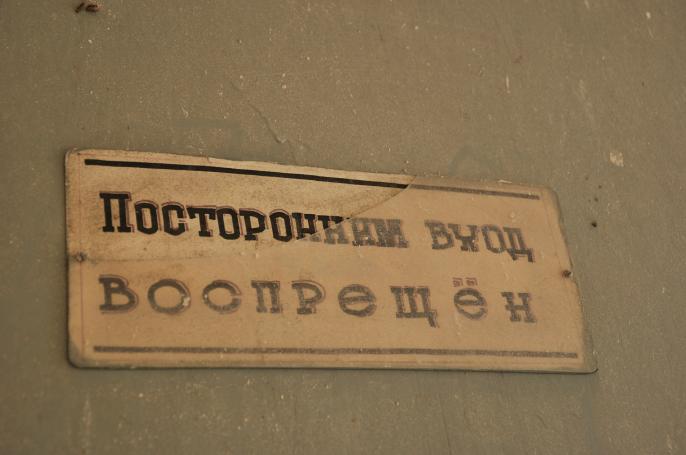 Посторонним вход
воспрещён